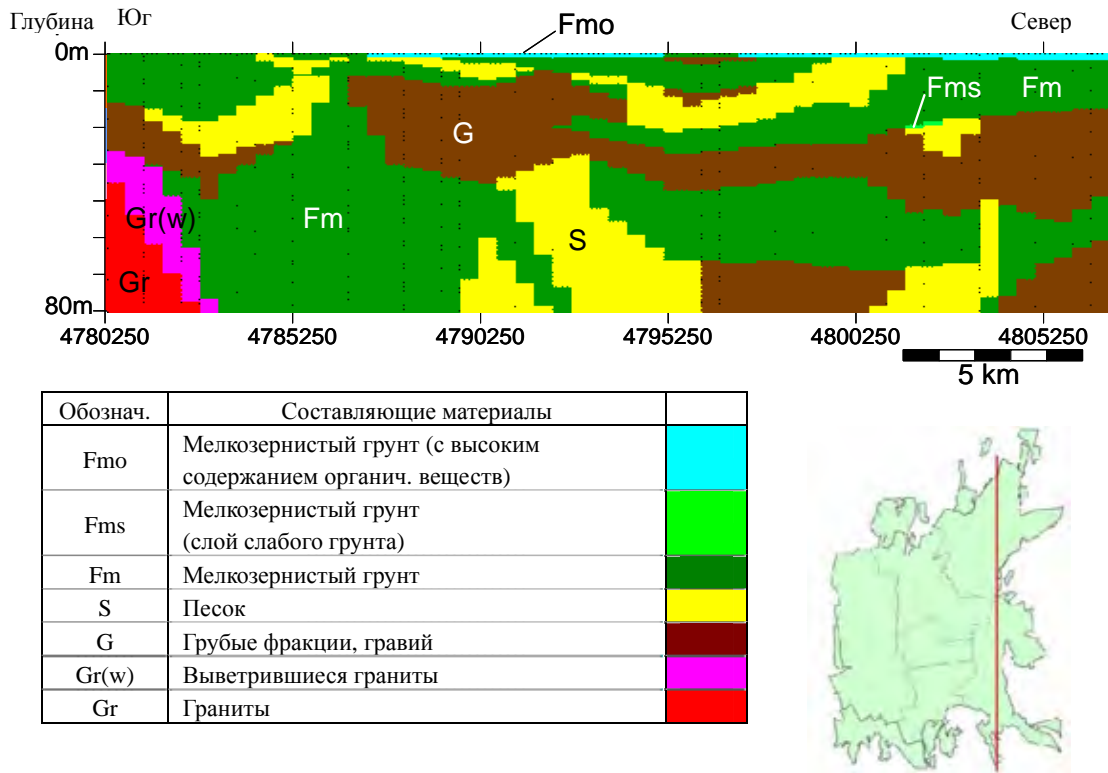 Глубина Юг Север
Fmo
0m
Fms Fm
G
Gr(w) Fm
S
Gr
80m
4780250 4785250 4790250 4795250 4800250 4805250
5 km
Обознач. Составляющие материалы
Fmo Мелкозернистый грунт (с высоким
содержанием органич. веществ)
Fms Мелкозернистый грунт
(слой слабого грунта)
Fm Мелкозернистый грунт
S Песок
G Грубые фракции, гравий
Gr(w) Выветрившиеся граниты
Gr Граниты